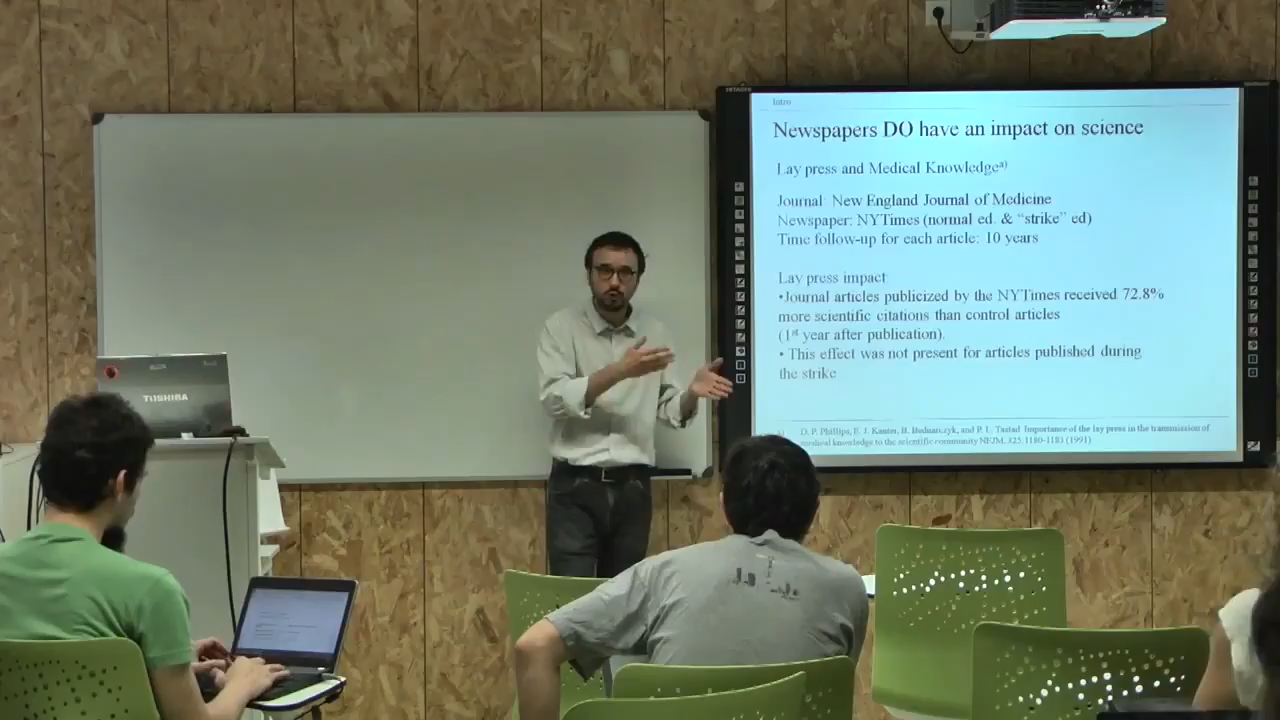 HITACHI
Intro
Newspapers DO have an impact on science
Lay press and Medical Knowledgeᵃ⁾
Journal: New England Journal of Medicine
Newspaper: NYTimes (normal ed. & “strike” ed)
Time follow-up for each article: 10 years
Lay press impact:
•Journal articles publicized by the NYTimes received 72.8%
more scientific citations than control articles
(1ˢᵗ year after publication).
• This effect was not present for articles published during
the strike
a) D. P. Phillips, E. J. Kanter, B. Bednarczyk, and P. L. Tastad Importance of the lay press in the transmission of
medical knowledge to the scientific community NEJM, 325:1180-1183 (1991)
TOSHIBA